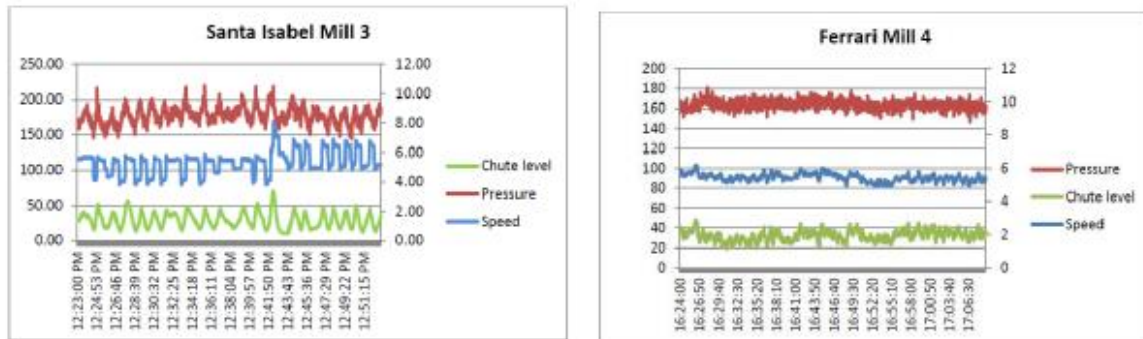 Santa Isabel Mill 3
250.00
200.00
150.00
100.00
50.00
0.00
12.00
10.00
8.00
6.00
4.00
2.00
0.00
12:23:00 PM
12:24:53 PM
12:26:46 PM
12:28:39 PM
12:30:32 PM
12:32:25 PM
12:34:18 PM
12:36:11 PM
12:38:04 PM
12:39:57 PM
12:41:50 PM
12:43:43 PM
12:45:36 PM
12:47:29 PM
12:49:22 PM
12:51:15 PM
Chute level
Pressure
Speed
Ferrari Mill 4
200
180
160
140
120
100
80
60
40
20
0
12
10
8
6
4
2
0
16:24:00
16:26:50
16:29:40
16:32:30
16:35:20
16:38:10
16:41:00
16:43:50
16:46:40
16:49:30
16:52:20
16:55:10
16:58:00
17:00:50
17:03:40
17:06:30
Pressure
Chute level
Speed